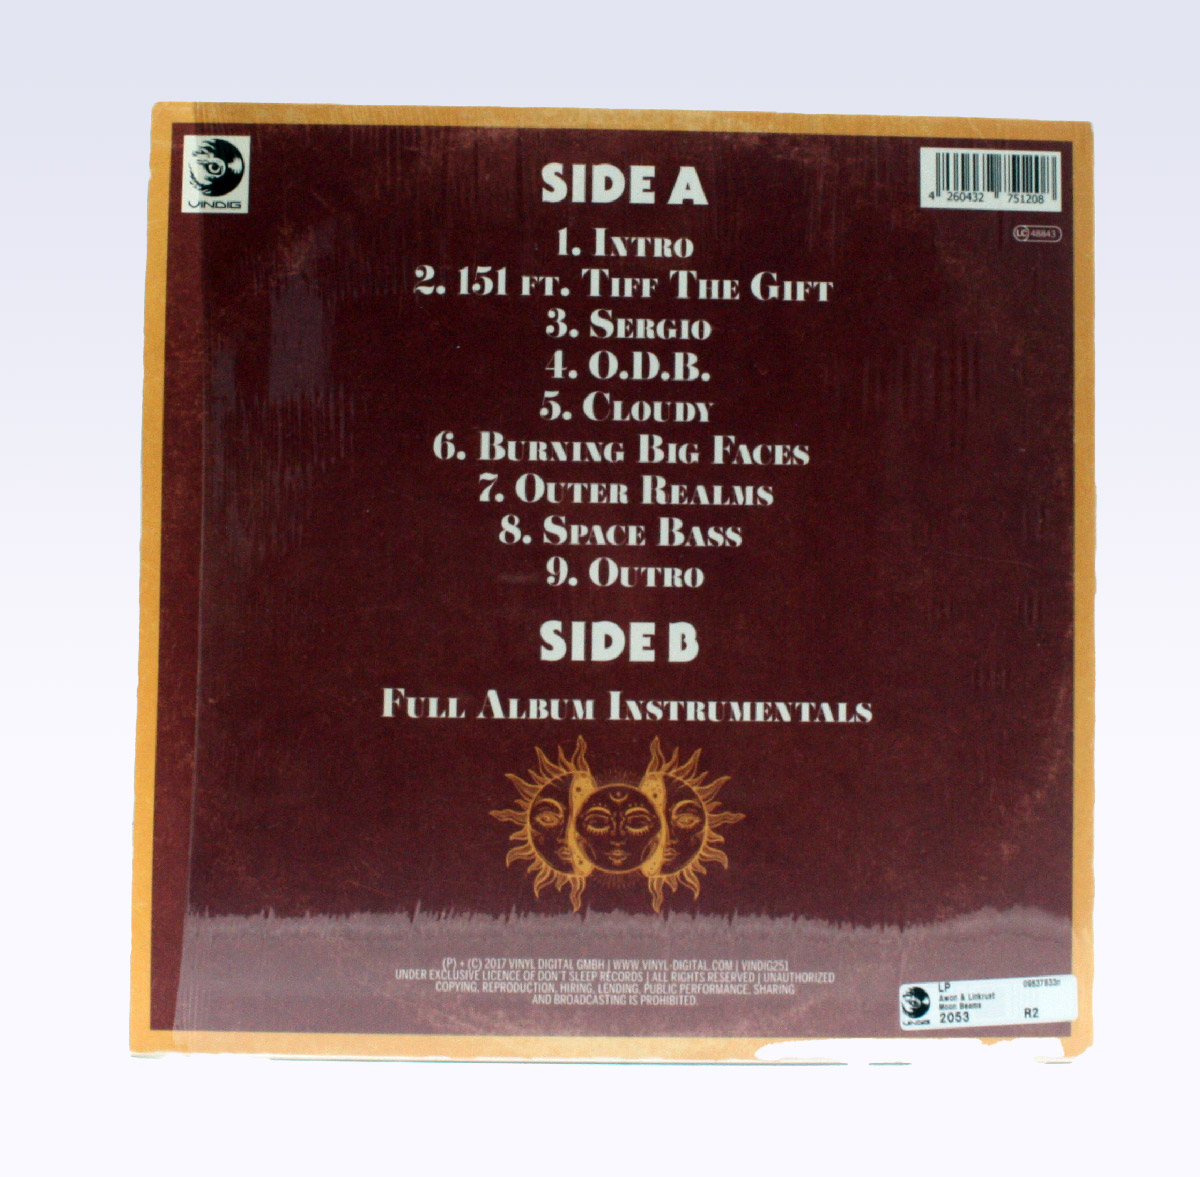 VINDIG
4 260432 751208
LC 48843
SIDE A
1. INTRO
2. 151 FT. TIFF THE GIFT
3. SERGIO
4. O.D.B.
5. CLOUDY
6. BURNING BIG FACES
7. OUTER REALMS
8. SPACE BASS
9. OUTRO
SIDE B
FULL ALBUM INSTRUMENTALS
(P) + (C) 2017 VINYL DIGITAL GMBH | WWW.VINYL-DIGITAL.COM | VINDIG251
UNDER EXCLUSIVE LICENCE OF DON'T SLEEP RECORDS | ALL RIGHTS RESERVED | UNAUTHORIZED
COPYING, REPRODUCTION, HIRING, LENDING, PUBLIC PERFORMANCE, SHARING
AND BROADCASTING IS PROHIBITED.
VINDIG
LP
Awon & Linkrust
Moon Beams
2053 R2